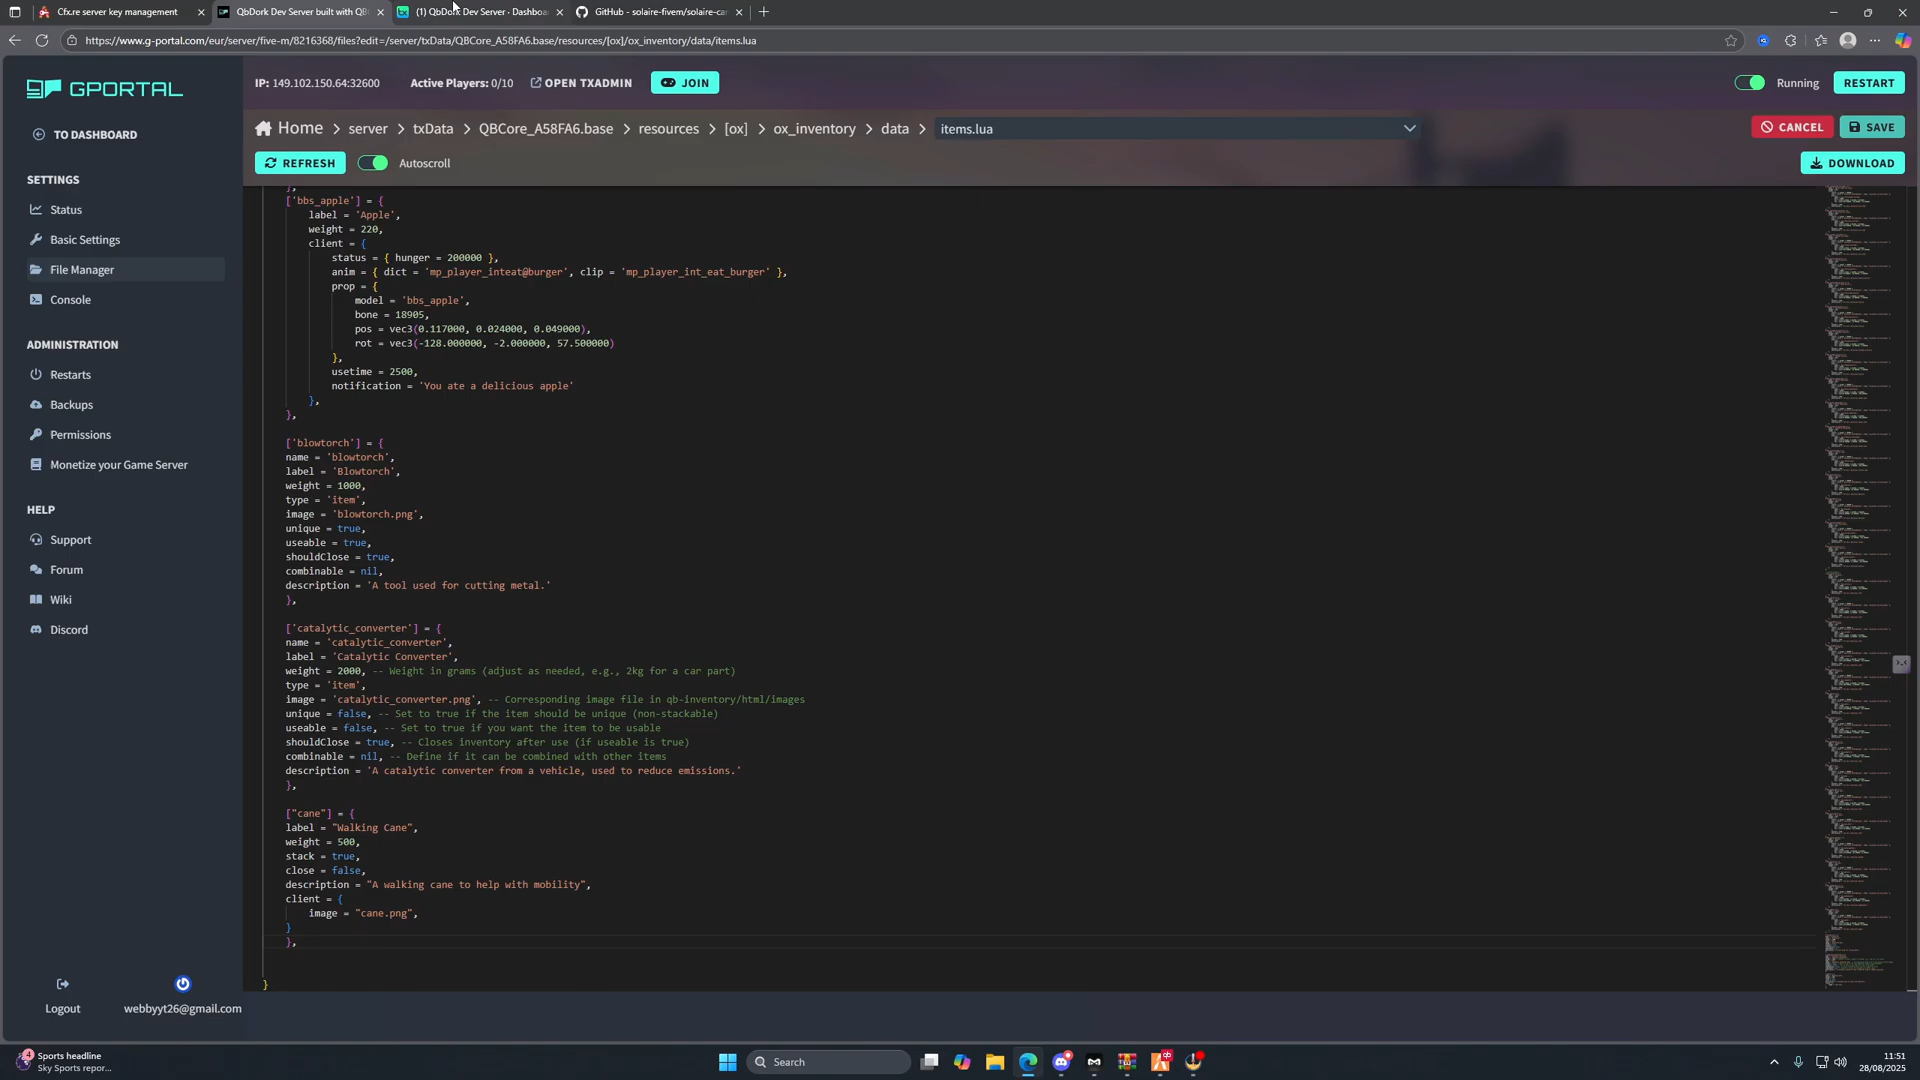 Cfx.re server key management
QbDork Dev Server built with QBC
(1) QbDork Dev Server - Dashboa
GitHub - solaire-fivem/solaire-can
https://www.g-portal.com/eur/server/five-m/8216368/files?edit=/server/txData/QBCore_A58FA6.base/resources/[ox]/ox_inventory/data/items.lua
GPORTAL
IP: 149.102.150.64:32600
Active Players: 0/10
OPEN TXADMIN
JOIN
Running
RESTART
TO DASHBOARD
Home > server > txData > QBCore_A58FA6.base > resources > [ox] > ox_inventory > data > items.lua
CANCEL
SAVE
REFRESH
Autoscroll
DOWNLOAD
SETTINGS
Status
Basic Settings
File Manager
Console
ADMINISTRATION
Restarts
Backups
Permissions
Monetize your Game Server
HELP
Support
Forum
Wiki
Discord
Logout
webbyyt26@gmail.com
},
['bbs_apple'] = {
label = 'Apple',
weight = 220,
client = {
status = { hunger = 200000 },
anim = { dict = 'mp_player_inteat@burger', clip = 'mp_player_int_eat_burger' },
prop = {
model = 'bbs_apple',
bone = 18905,
pos = vec3(0.117000, 0.024000, 0.049000),
rot = vec3(-128.000000, -2.000000, 57.500000)
},
usetime = 2500,
notification = 'You ate a delicious apple'
},
},
['blowtorch'] = {
name = 'blowtorch',
label = 'Blowtorch',
weight = 1000,
type = 'item',
image = 'blowtorch.png',
unique = true,
useable = true,
shouldClose = true,
combinable = nil,
description = 'A tool used for cutting metal.'
},
['catalytic_converter'] = {
name = 'catalytic_converter',
label = 'Catalytic Converter',
weight = 2000, -- Weight in grams (adjust as needed, e.g., 2kg for a car part)
type = 'item',
image = 'catalytic_converter.png', -- Corresponding image file in qb-inventory/html/images
unique = false, -- Set to true if the item should be unique (non-stackable)
useable = false, -- Set to true if you want the item to be usable
shouldClose = true, -- Closes inventory after use (if useable is true)
combinable = nil, -- Define if it can be combined with other items
description = 'A catalytic converter from a vehicle, used to reduce emissions.'
},
["cane"] = {
label = "Walking Cane",
weight = 500,
stack = true,
close = false,
description = "A walking cane to help with mobility",
client = {
image = "cane.png",
}
},
}
4
Sports headline
Sky Sports repor...
Search
11:51
28/08/2025